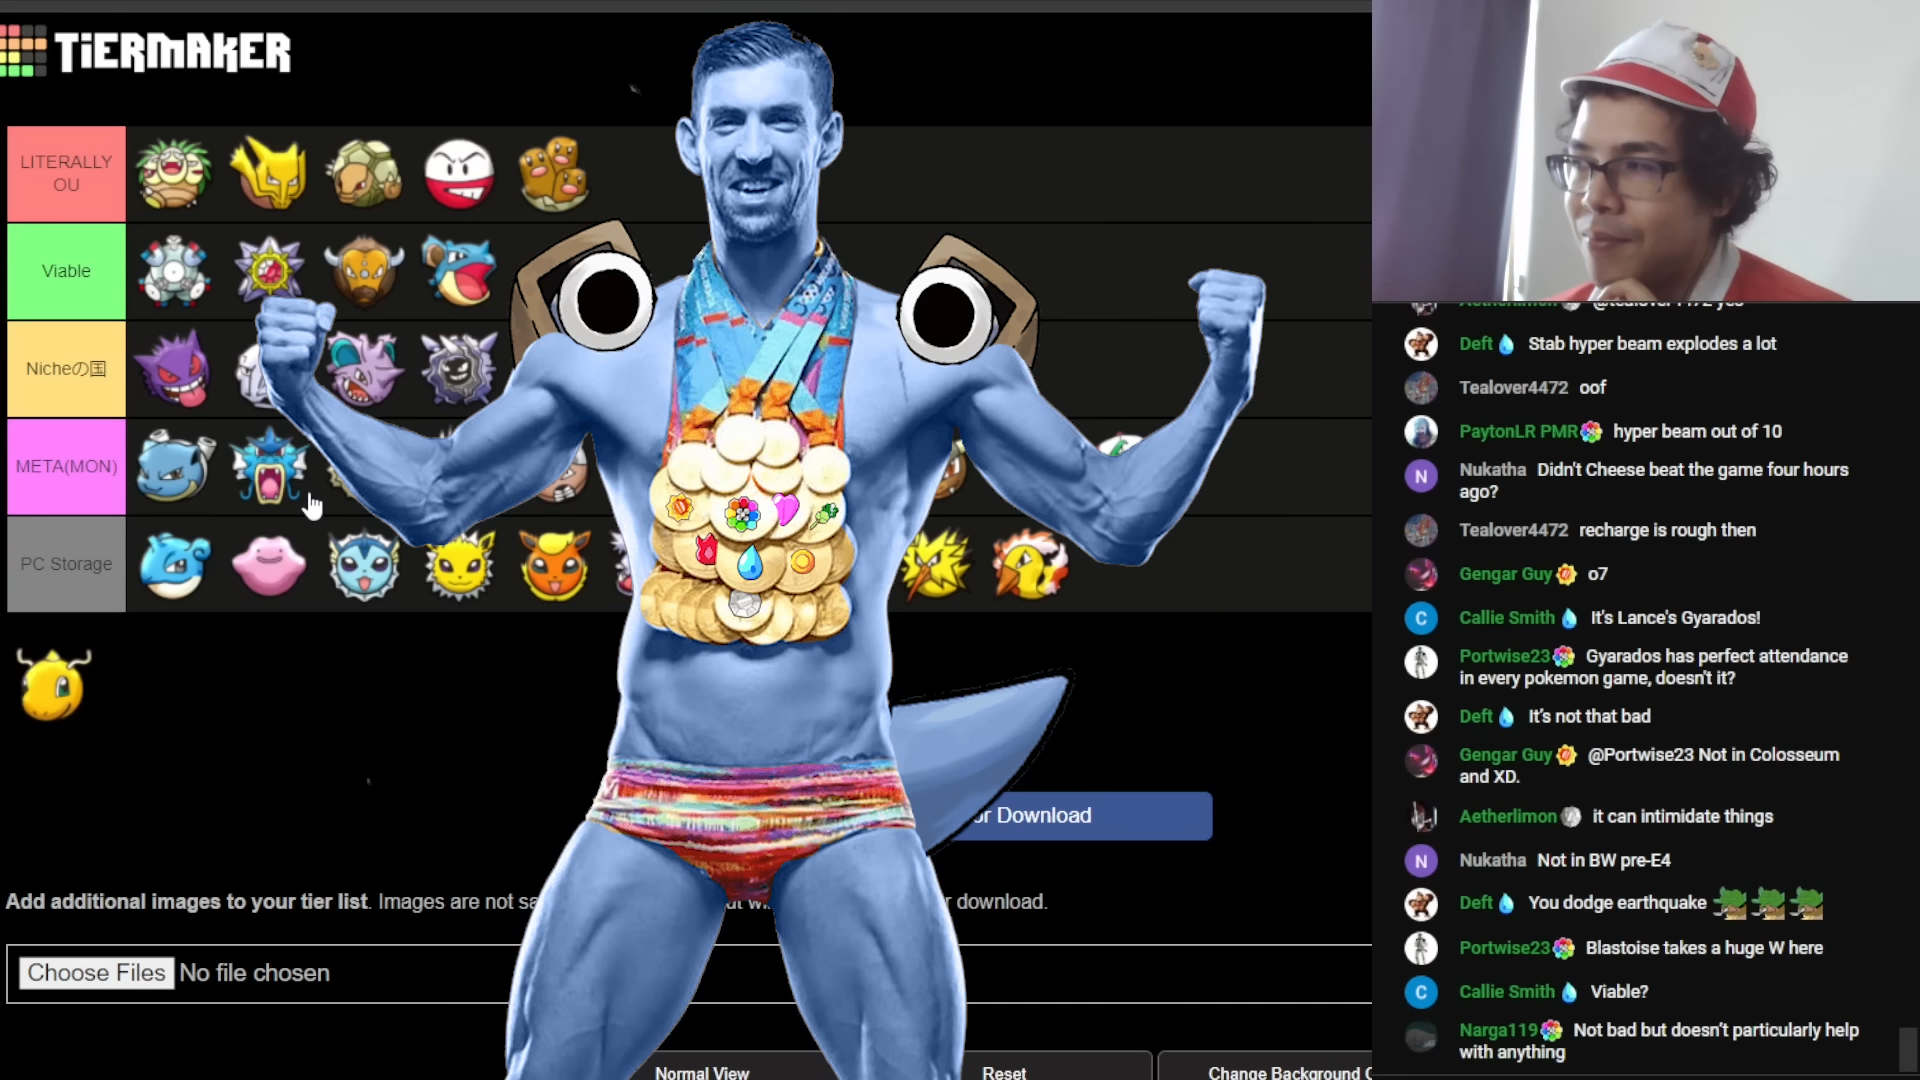 TiERMAKER
LITERALLY
OU
Viable
Nicheの国
META(MON)
PC Storage
or Download
Add additional images to your tier list. Images are not
download.
Choose Files No file chosen
Normal View
Reset
Change Background
Deft Stab hyper beam explodes a lot
Tealover4472 oof
PaytonLR PMR hyper beam out of 10
Nukatha Didn't Cheese beat the game four hours
ago?
Tealover4472 recharge is rough then
Gengar Guy o7
Callie Smith It's Lance's Gyarados!
Portwise23 Gyarados has perfect attendance
in every pokemon game, doesn't it?
Deft It's not that bad
Gengar Guy @Portwise23 Not in Colosseum
and XD.
Aetherlimon it can intimidate things
Nukatha Not in BW pre-E4
Deft You dodge earthquake
Portwise23 Blastoise takes a huge W here
Callie Smith Viable?
Narga119 Not bad but doesn't particularly help
with anything